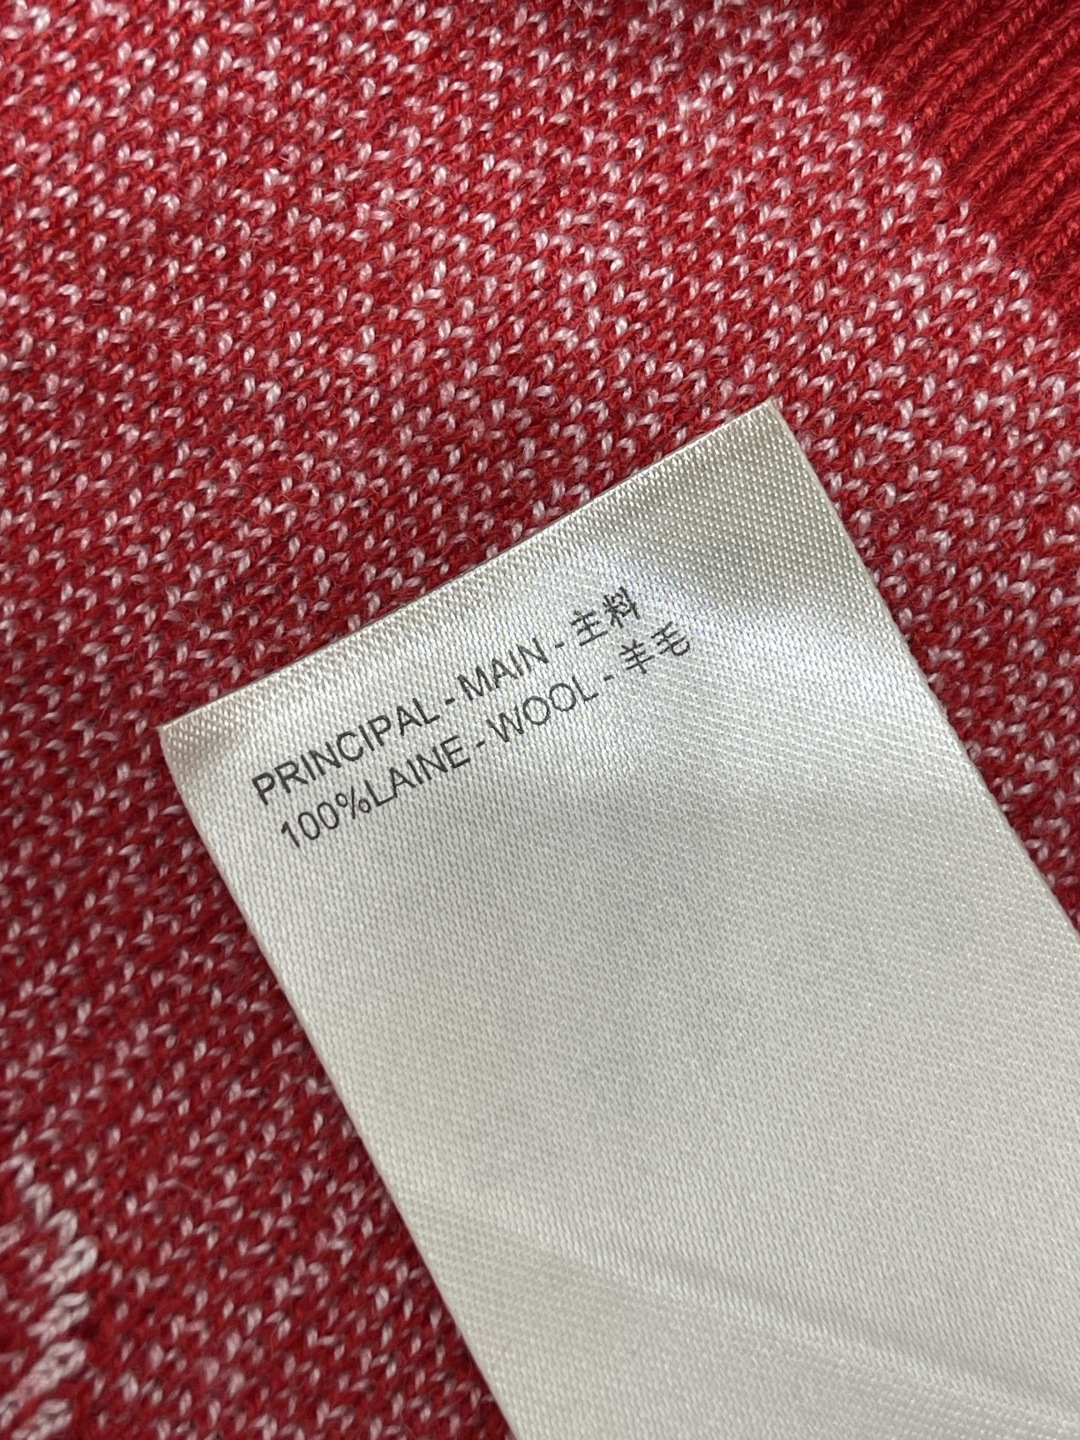 PRINCIPAL - MAIN - 主料
100%LAINE - WOOL - 羊毛